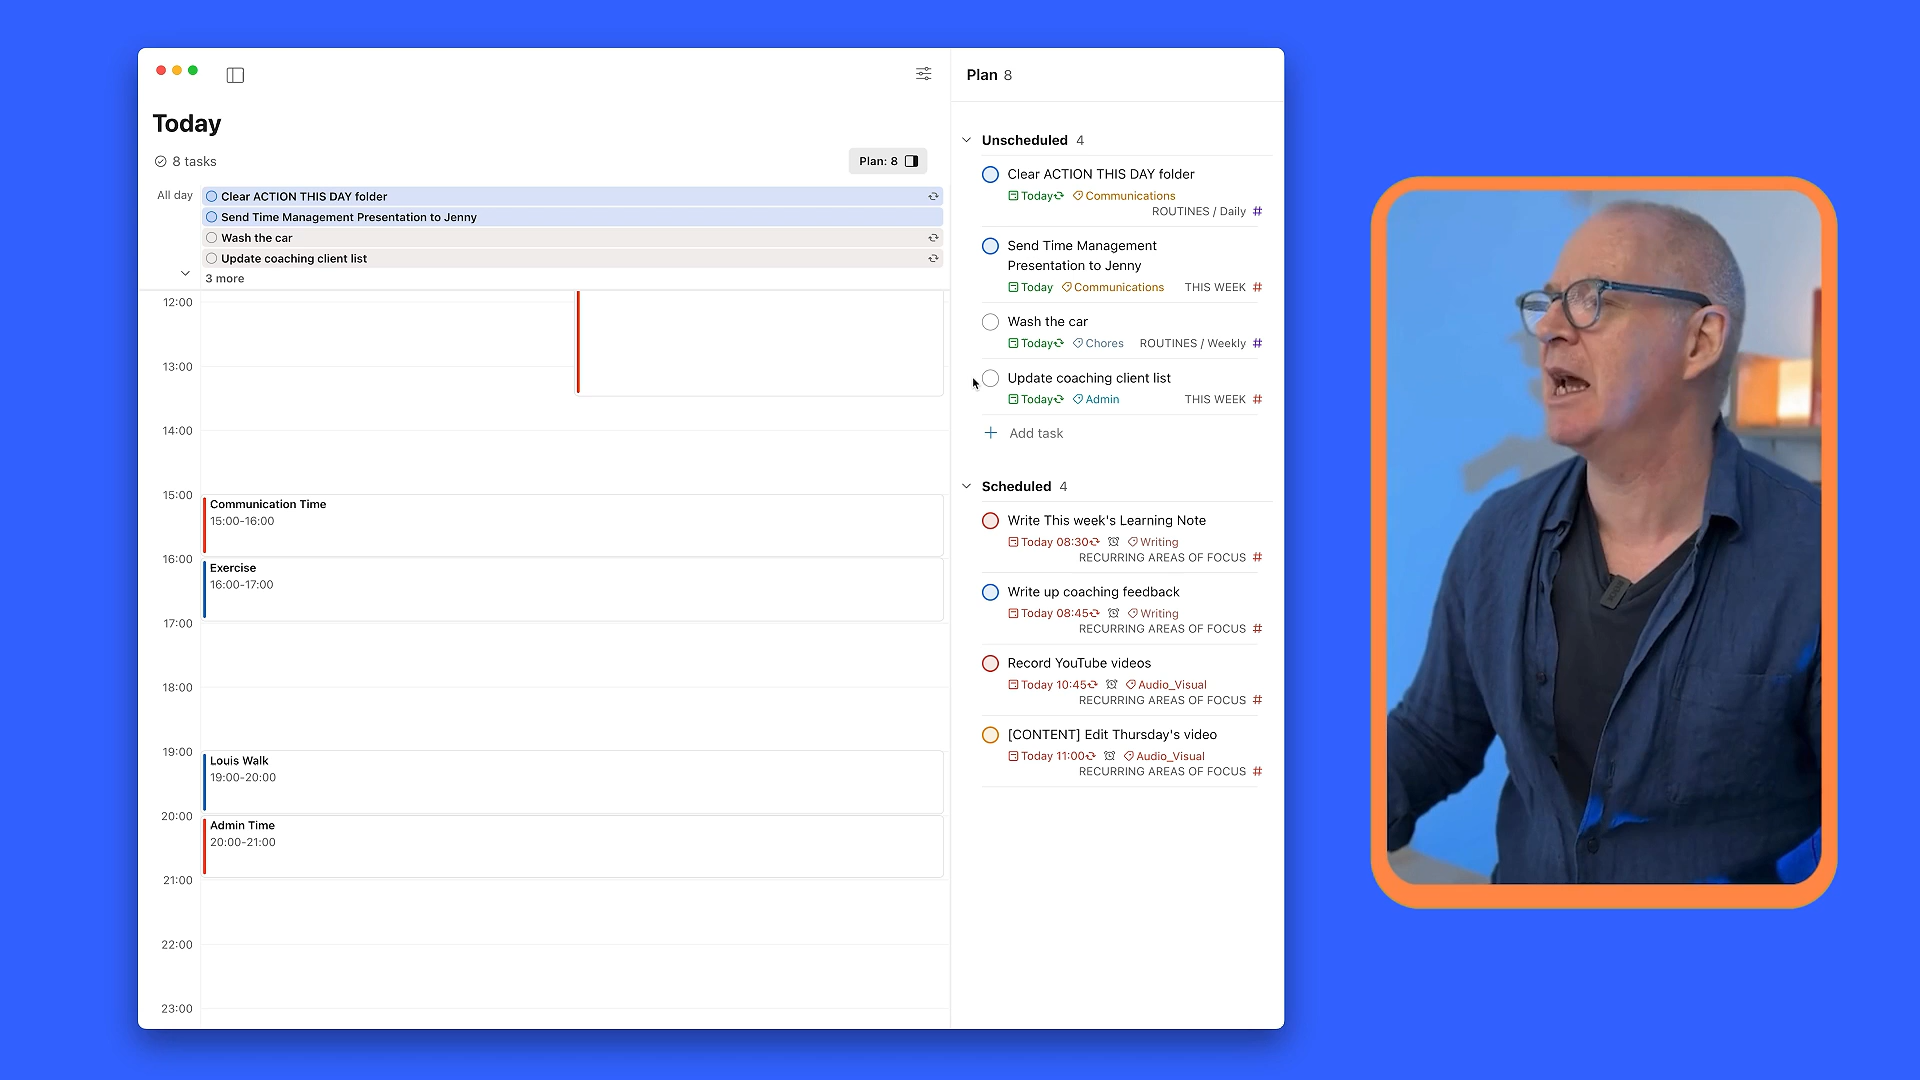 Today
8 tasks
Plan: 8
All day
Clear ACTION THIS DAY folder
Send Time Management Presentation to Jenny
Wash the car
Update coaching client list
3 more
12:00
13:00
14:00
15:00
Communication Time
15:00-16:00
16:00
Exercise
16:00-17:00
17:00
18:00
19:00
Louis Walk
19:00-20:00
20:00
Admin Time
20:00-21:00
21:00
22:00
23:00
Plan 8
Unscheduled 4
Clear ACTION THIS DAY folder
Today Communications
ROUTINES / Daily #
Send Time Management
Presentation to Jenny
Today Communications THIS WEEK #
Wash the car
Today Chores ROUTINES / Weekly #
Update coaching client list
Today Admin THIS WEEK #
+ Add task
Scheduled 4
Write This week's Learning Note
Today 08:30 Writing
RECURRING AREAS OF FOCUS #
Write up coaching feedback
Today 08:45 Writing
RECURRING AREAS OF FOCUS #
Record YouTube videos
Today 10:45 Audio_Visual
RECURRING AREAS OF FOCUS #
[CONTENT] Edit Thursday's video
Today 11:00 Audio_Visual
RECURRING AREAS OF FOCUS #